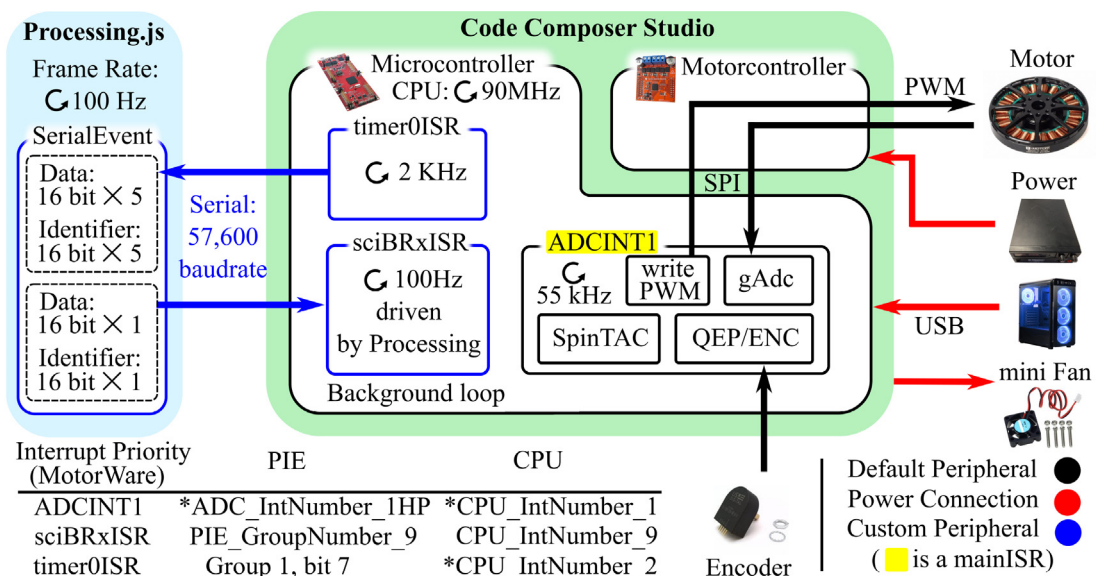 Processing.js
Frame Rate:
100 Hz
SerialEvent
Data:
16 bit × 5
Identifier:
16 bit × 5
Data:
16 bit × 1
Identifier:
16 bit × 1
Serial:
57,600
baudrate
Code Composer Studio
Microcontroller
CPU: 90MHz
timer0ISR
2 KHz
sciBRxISR
100Hz
driven
by Processing
Background loop
Motorcontroller
SPI
ADCINT1
55 kHz
write
PWM
gAdc
SpinTAC
QEP/ENC
PWM
Motor
Power
USB
mini Fan
Encoder
Interrupt Priority
(MotorWare)
PIE
CPU
ADCINT1 *ADC_IntNumber_1HP *CPU_IntNumber_1
sciBRxISR PIE_GroupNumber_9 CPU_IntNumber_9
timer0ISR Group 1, bit 7 *CPU_IntNumber_2
Default Peripheral
Power Connection
Custom Peripheral
( is a mainISR)